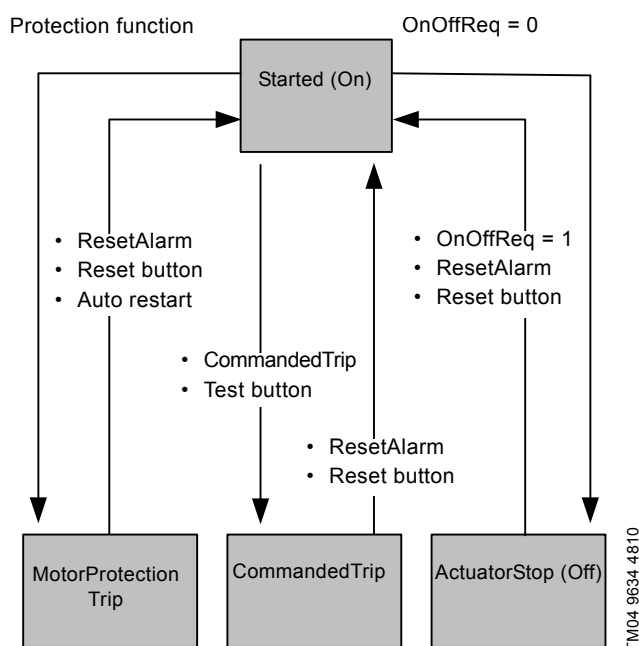 Protection function
OnOffReq = 0
Started (On)
• ResetAlarm
• Reset button
• Auto restart
• OnOffReq = 1
• ResetAlarm
• Reset button
• CommandedTrip
• Test button
• ResetAlarm
• Reset button
MotorProtection
Trip
CommandedTrip
ActuatorStop (Off)
TM04 9634 4810